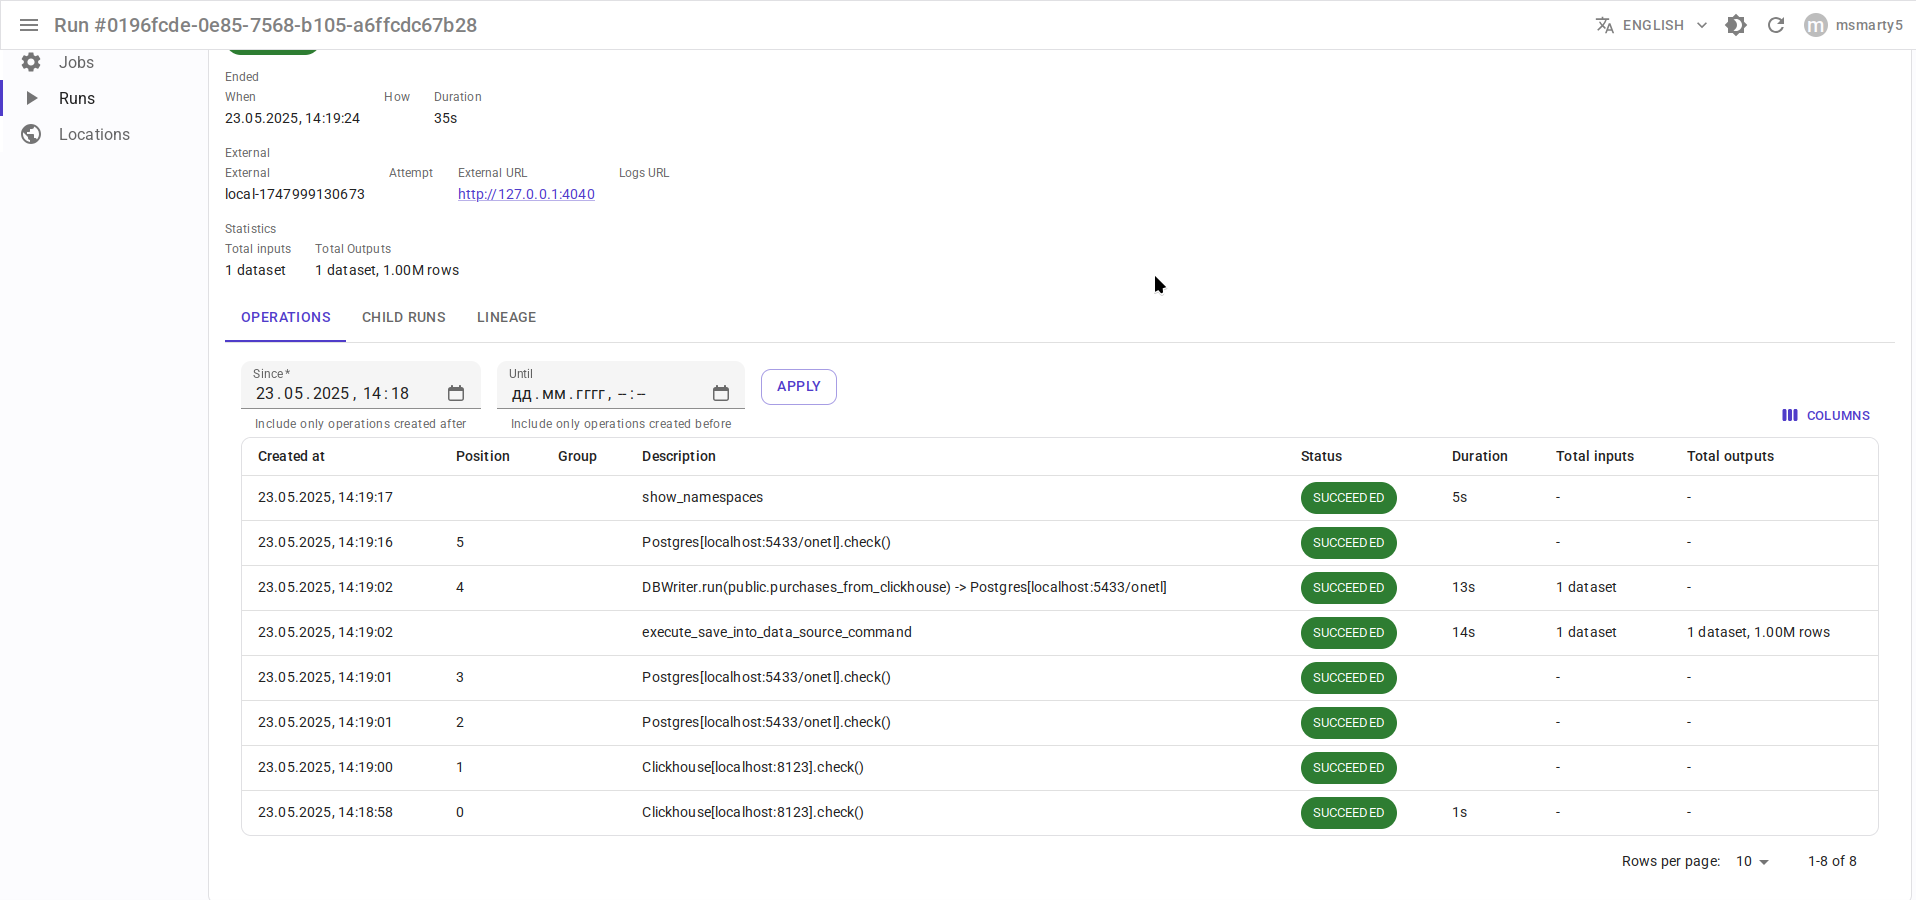 Run #0196fcde-0e85-7568-b105-a6ffcdc67b28
ENGLISH
m
msmarty5
Jobs
Runs
Locations
Ended
When How Duration
23.05.2025, 14:19:24 35s
External
External Attempt External URL Logs URL
local-1747999130673 http://127.0.0.1:4040
Statistics
Total inputs Total Outputs
1 dataset 1 dataset, 1.00M rows
OPERATIONS CHILD RUNS LINEAGE
Since* Until
23.05.2025, 14:18 дд.мм.гггг, --:--
APPLY
Include only operations created after Include only operations created before
COLUMNS
Created at Position Group Description Status Duration Total inputs Total outputs
23.05.2025, 14:19:17 show_namespaces SUCCEEDED 5s - -
23.05.2025, 14:19:16 5 Postgres[localhost:5433/onetl].check() SUCCEEDED - -
23.05.2025, 14:19:02 4 DBWriter.run(public.purchases_from_clickhouse) -> Postgres[localhost:5433/onetl] SUCCEEDED 13s 1 dataset -
23.05.2025, 14:19:02 execute_save_into_data_source_command SUCCEEDED 14s 1 dataset 1 dataset, 1.00M rows
23.05.2025, 14:19:01 3 Postgres[localhost:5433/onetl].check() SUCCEEDED - -
23.05.2025, 14:19:01 2 Postgres[localhost:5433/onetl].check() SUCCEEDED - -
23.05.2025, 14:19:00 1 Clickhouse[localhost:8123].check() SUCCEEDED - -
23.05.2025, 14:18:58 0 Clickhouse[localhost:8123].check() SUCCEEDED 1s - -
Rows per page: 10 1-8 of 8